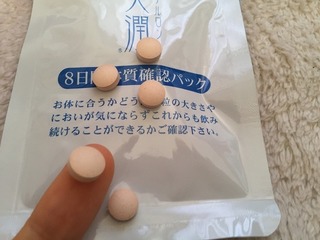 潤
8日
質確認パック
お体に合うかどう
粒の大きさや
においが気にならずこれからも飲み
続けることができるかご確認下さい。